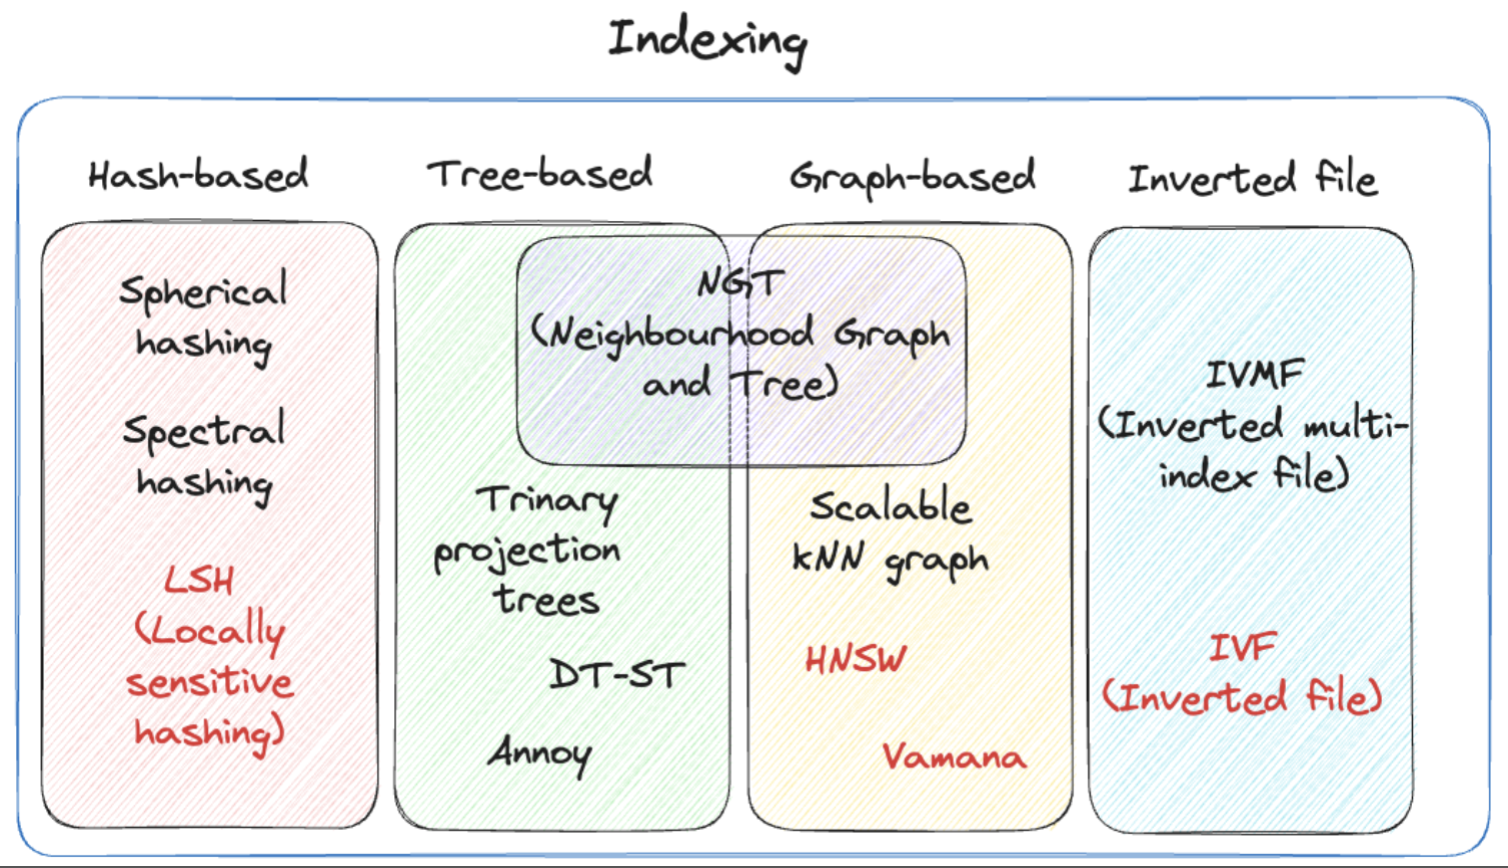 Indexing
Hash-based
Spherical
hashing
Spectral
hashing
LSH
(Locally
sensitive
hashing)
Tree-based
Graph-based
NGT
(Neighbourhood Graph
and Tree)
Trinary
projection
trees
DT-ST
Annoy
Scalable
kNN graph
HNSW
Vamana
Inverted file
IVMF
(Inverted multi-
index file)
IVF
(Inverted file)